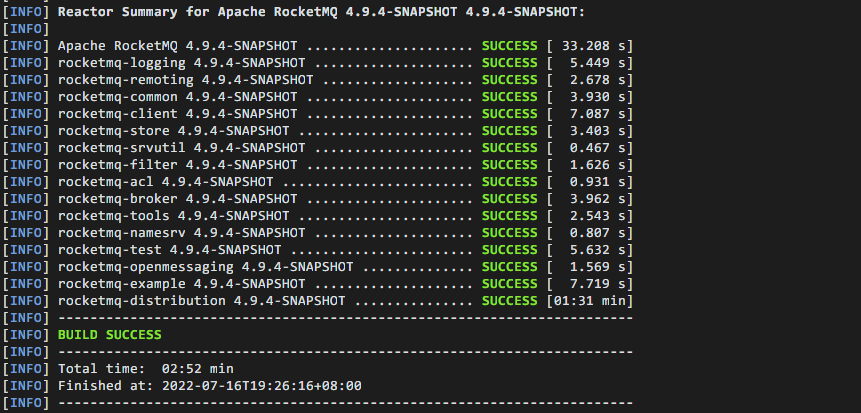 [INFO] Reactor Summary for Apache RocketMQ 4.9.4-SNAPSHOT 4.9.4-SNAPSHOT:
[INFO]
[INFO] Apache RocketMQ 4.9.4-SNAPSHOT ..................... SUCCESS [ 33.208 s]
[INFO] rocketmq-logging 4.9.4-SNAPSHOT .................... SUCCESS [  5.449 s]
[INFO] rocketmq-remoting 4.9.4-SNAPSHOT ................... SUCCESS [  2.678 s]
[INFO] rocketmq-common 4.9.4-SNAPSHOT ..................... SUCCESS [  3.930 s]
[INFO] rocketmq-client 4.9.4-SNAPSHOT ..................... SUCCESS [  7.087 s]
[INFO] rocketmq-store 4.9.4-SNAPSHOT ...................... SUCCESS [  3.403 s]
[INFO] rocketmq-srvutil 4.9.4-SNAPSHOT .................... SUCCESS [  0.467 s]
[INFO] rocketmq-filter 4.9.4-SNAPSHOT ..................... SUCCESS [  1.626 s]
[INFO] rocketmq-acl 4.9.4-SNAPSHOT ........................ SUCCESS [  0.931 s]
[INFO] rocketmq-broker 4.9.4-SNAPSHOT ..................... SUCCESS [  3.962 s]
[INFO] rocketmq-tools 4.9.4-SNAPSHOT ...................... SUCCESS [  2.543 s]
[INFO] rocketmq-namesrv 4.9.4-SNAPSHOT .................... SUCCESS [  0.807 s]
[INFO] rocketmq-test 4.9.4-SNAPSHOT ....................... SUCCESS [  5.632 s]
[INFO] rocketmq-openmessaging 4.9.4-SNAPSHOT .............. SUCCESS [  1.569 s]
[INFO] rocketmq-example 4.9.4-SNAPSHOT .................... SUCCESS [  7.719 s]
[INFO] rocketmq-distribution 4.9.4-SNAPSHOT ............... SUCCESS [01:31 min]
[INFO] ------------------------------------------------------------------------
[INFO] BUILD SUCCESS
[INFO] ------------------------------------------------------------------------
[INFO] Total time:  02:52 min
[INFO] Finished at: 2022-07-16T19:26:16+08:00
[INFO] ------------------------------------------------------------------------